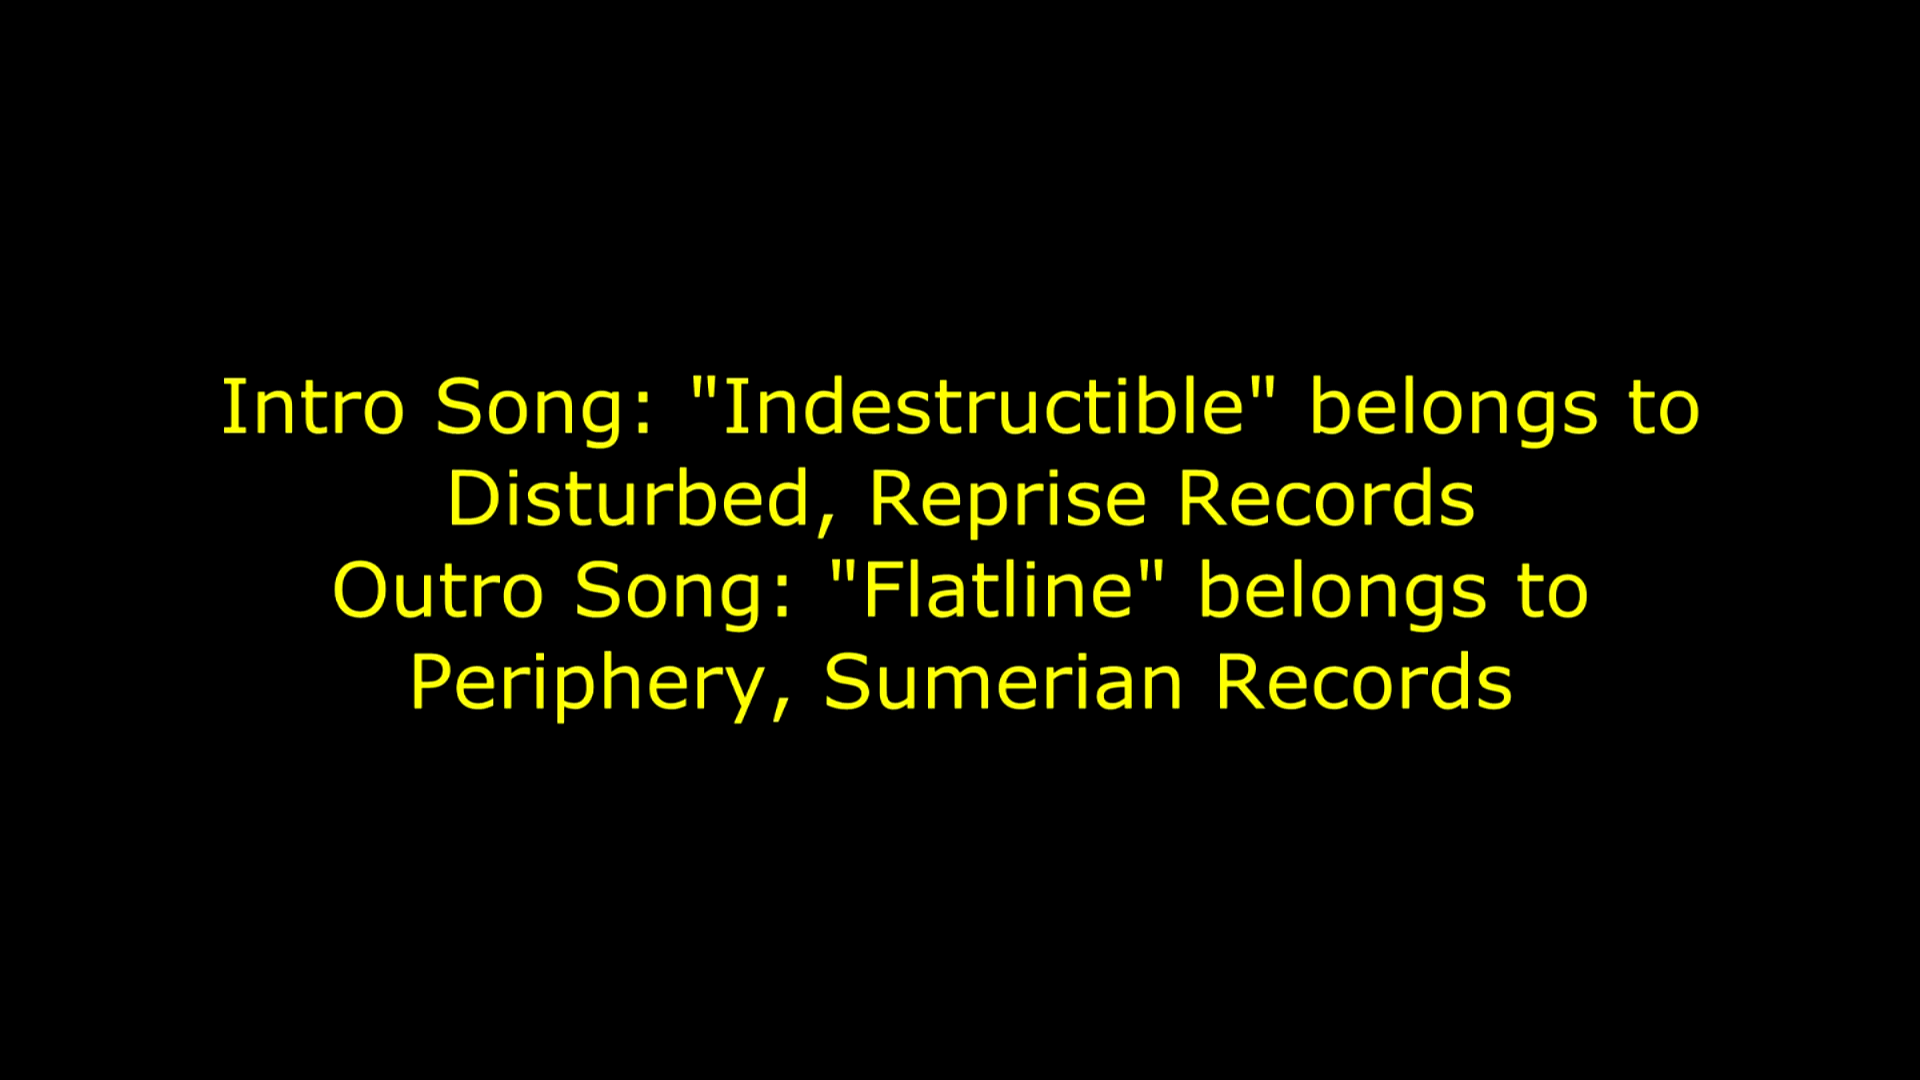 Intro Song: "Indestructible" belongs to
Disturbed, Reprise Records
Outro Song: "Flatline" belongs to
Periphery, Sumerian Records